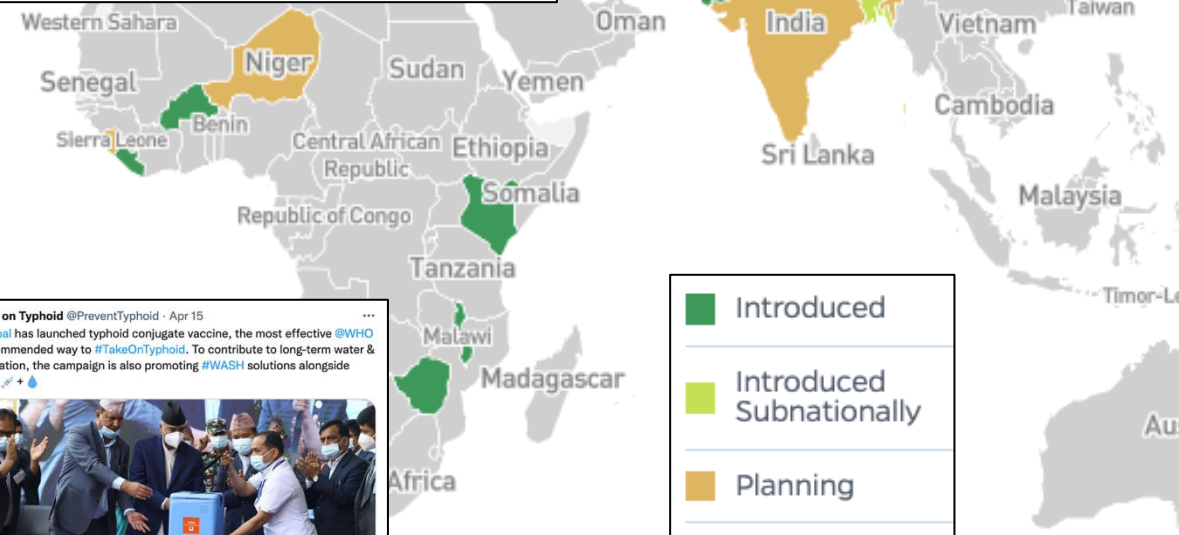 Western Sahara
Oman
India
Vietnam
Taiwan
Niger
Senegal
Sudan
Yemen
Benin
Cambodia
Sierra Leone
Central African
Republic
Ethiopia
Sri Lanka
Somalia
Malaysia
Republic of Congo
Tanzania
Timor-Le
Malawi
Madagascar
Africa
Au
on Typhoid @PreventTyphoid · Apr 15 ...
al has launched typhoid conjugate vaccine, the most effective @WHO
mmended way to #TakeOnTyphoid. To contribute to long-term water &
ation, the campaign is also promoting #WASH solutions alongside
+
Introduced
Introduced
Subnationally
Planning